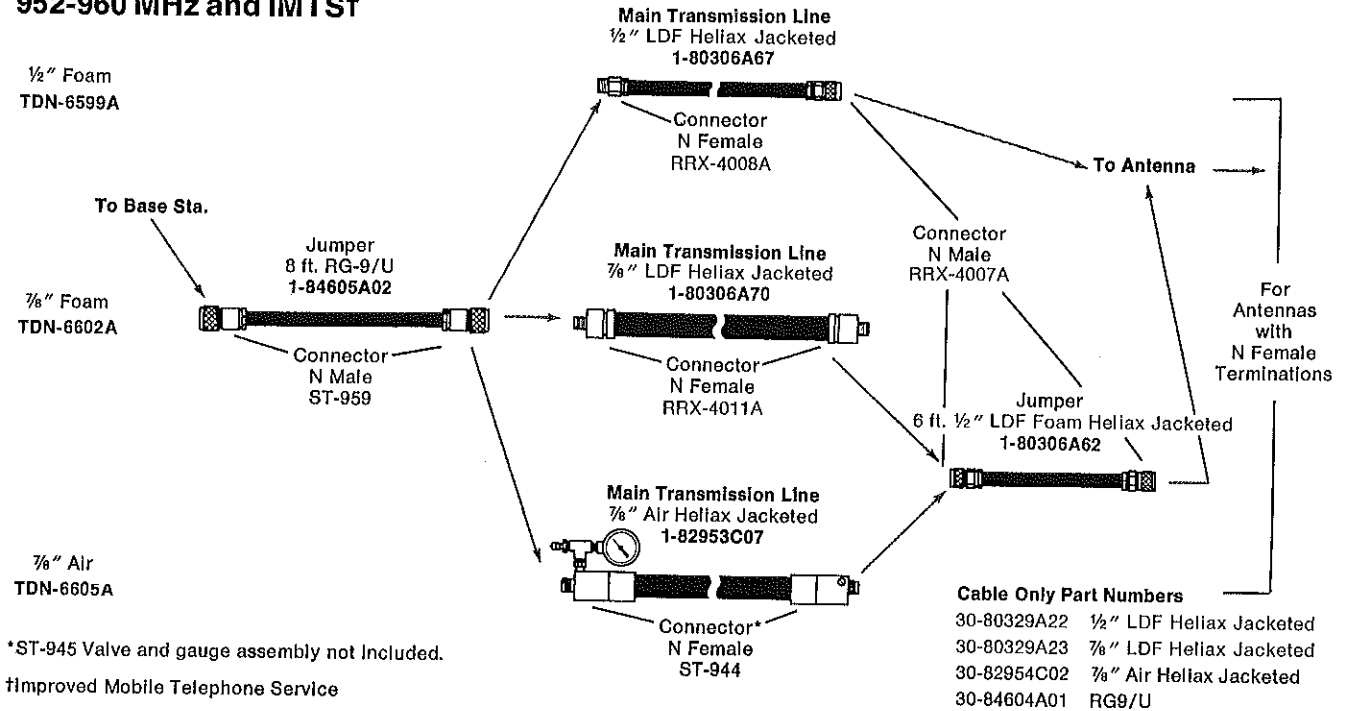 952-960 MHz and IMTS†
½" Foam
TDN-6599A
Main Transmission Line
½" LDF Heliax Jacketed
1-80306A67
Connector
N Female
RRX-4008A
To Antenna
To Base Sta.
Jumper
8 ft. RG-9/U
1-84605A02
⅞" Foam
TDN-6602A
Connector
N Male
ST-959
Main Transmission Line
⅞" LDF Heliax Jacketed
1-80306A70
Connector
N Female
RRX-4011A
Connector
N Male
RRX-4007A
For
Antennas
with
N Female
Terminations
Jumper
6 ft. ½" LDF Foam Heliax Jacketed
1-80306A62
Main Transmission Line
⅞" Air Heliax Jacketed
1-82953C07
⅞" Air
TDN-6605A
Connector*
N Female
ST-944
*ST-945 Valve and gauge assembly not Included.
†Improved Mobile Telephone Service
Cable Only Part Numbers
30-80329A22 ½" LDF Heliax Jacketed
30-80329A23 ⅞" LDF Heliax Jacketed
30-82954C02 ⅞" Air Heliax Jacketed
30-84604A01 RG9/U